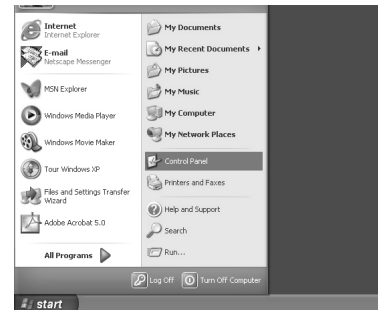 Internet
Internet Explorer
E-mail
Netscape Messenger
MSN Explorer
Windows Media Player
Windows Movie Maker
Tour Windows XP
Files and Settings Transfer
Wizard
Adobe Acrobat 5.0
All Programs
My Documents
My Recent Documents
My Pictures
My Music
My Computer
My Network Places
Control Panel
Printers and Faxes
Help and Support
Search
Run...
Log Off
Turn Off Computer
start